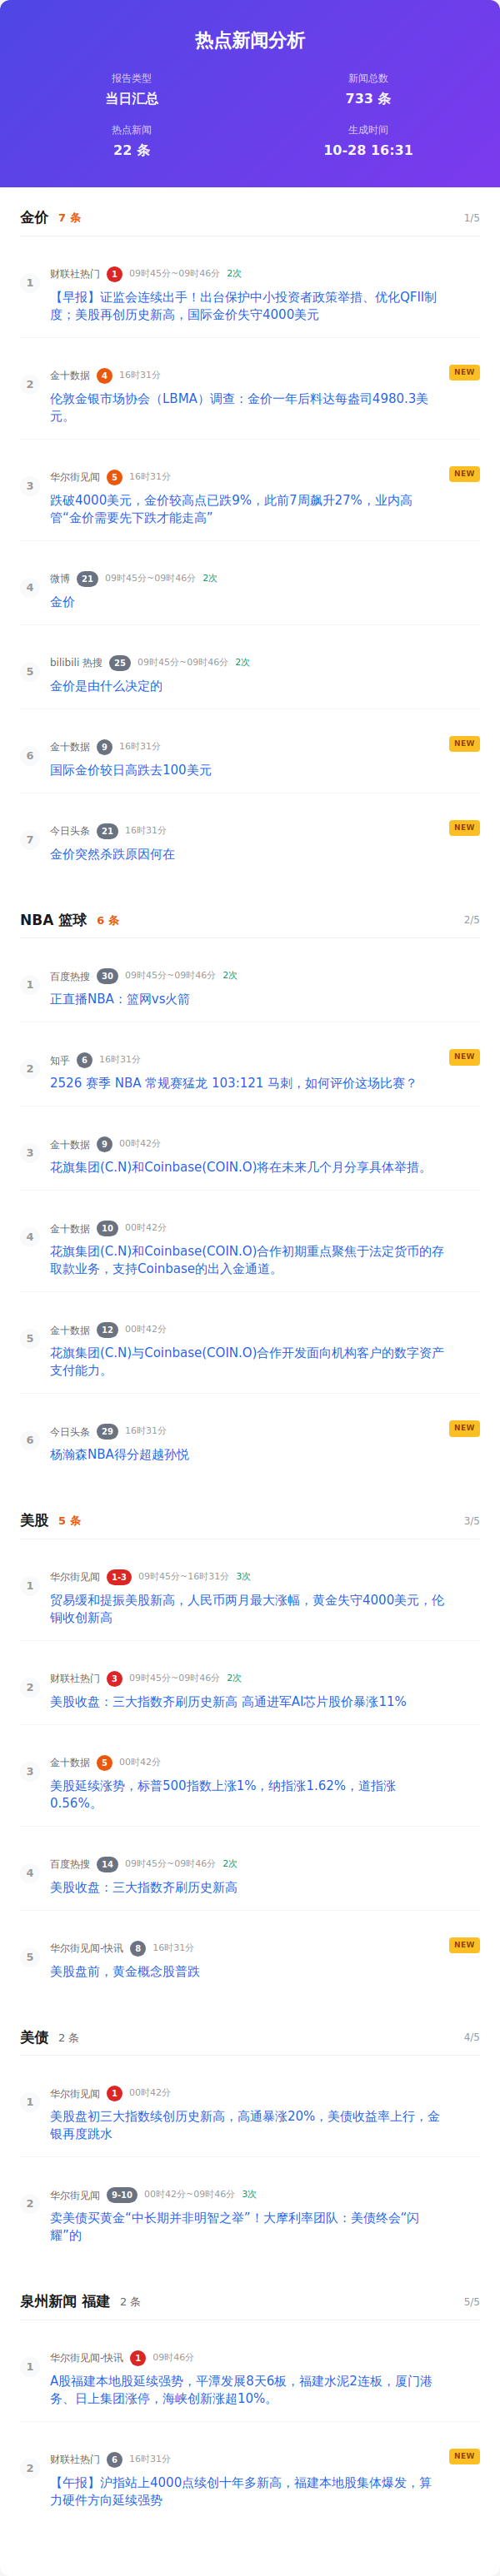 热点新闻分析
报告类型
新闻总数
当日汇总
733 条
热点新闻
生成时间
22 条
10-28 16:31
金价 7 条 1/5
1
财联社热门 1 09时45分~09时46分 2次
【早报】证监会连续出手！出台保护中小投资者政策举措、优化QFII制
度；美股再创历史新高，国际金价失守4000美元
2
金十数据 4 16时31分 NEW
伦敦金银市场协会（LBMA）调查：金价一年后料达每盎司4980.3美
元。
3
华尔街见闻 5 16时31分 NEW
跌破4000美元，金价较高点已跌9%，此前7周飙升27%，业内高
管“金价需要先下跌才能走高”
4
微博 21 09时45分~09时46分 2次
金价
5
bilibili 热搜 25 09时45分~09时46分 2次
金价是由什么决定的
6
金十数据 9 16时31分 NEW
国际金价较日高跌去100美元
7
今日头条 21 16时31分 NEW
金价突然杀跌原因何在
NBA 篮球 6 条 2/5
1
百度热搜 30 09时45分~09时46分 2次
正直播NBA：篮网vs火箭
2
知乎 6 16时31分 NEW
2526 赛季 NBA 常规赛猛龙 103:121 马刺，如何评价这场比赛？
3
金十数据 9 00时42分
花旗集团(C.N)和Coinbase(COIN.O)将在未来几个月分享具体举措。
4
金十数据 10 00时42分
花旗集团(C.N)和Coinbase(COIN.O)合作初期重点聚焦于法定货币的存
取款业务，支持Coinbase的出入金通道。
5
金十数据 12 00时42分
花旗集团(C.N)与Coinbase(COIN.O)合作开发面向机构客户的数字资产
支付能力。
6
今日头条 29 16时31分 NEW
杨瀚森NBA得分超越孙悦
美股 5 条 3/5
1
华尔街见闻 1-3 09时45分~16时31分 3次
贸易缓和提振美股新高，人民币两月最大涨幅，黄金失守4000美元，伦
铜收创新高
2
财联社热门 3 09时45分~09时46分 2次
美股收盘：三大指数齐刷历史新高 高通进军AI芯片股价暴涨11%
3
金十数据 5 00时42分
美股延续涨势，标普500指数上涨1%，纳指涨1.62%，道指涨
0.56%。
4
百度热搜 14 09时45分~09时46分 2次
美股收盘：三大指数齐刷历史新高
5
华尔街见闻-快讯 8 16时31分 NEW
美股盘前，黄金概念股普跌
美债 2 条 4/5
1
华尔街见闻 1 00时42分
美股盘初三大指数续创历史新高，高通暴涨20%，美债收益率上行，金
银再度跳水
2
华尔街见闻 9-10 00时42分~09时46分 3次
卖美债买黄金“中长期并非明智之举”！大摩利率团队：美债终会“闪
耀”的
泉州新闻 福建 2 条 5/5
1
华尔街见闻-快讯 1 09时46分
A股福建本地股延续强势，平潭发展8天6板，福建水泥2连板，厦门港
务、日上集团涨停，海峡创新涨超10%。
2
财联社热门 6 16时31分 NEW
【午报】沪指站上4000点续创十年多新高，福建本地股集体爆发，算
力硬件方向延续强势